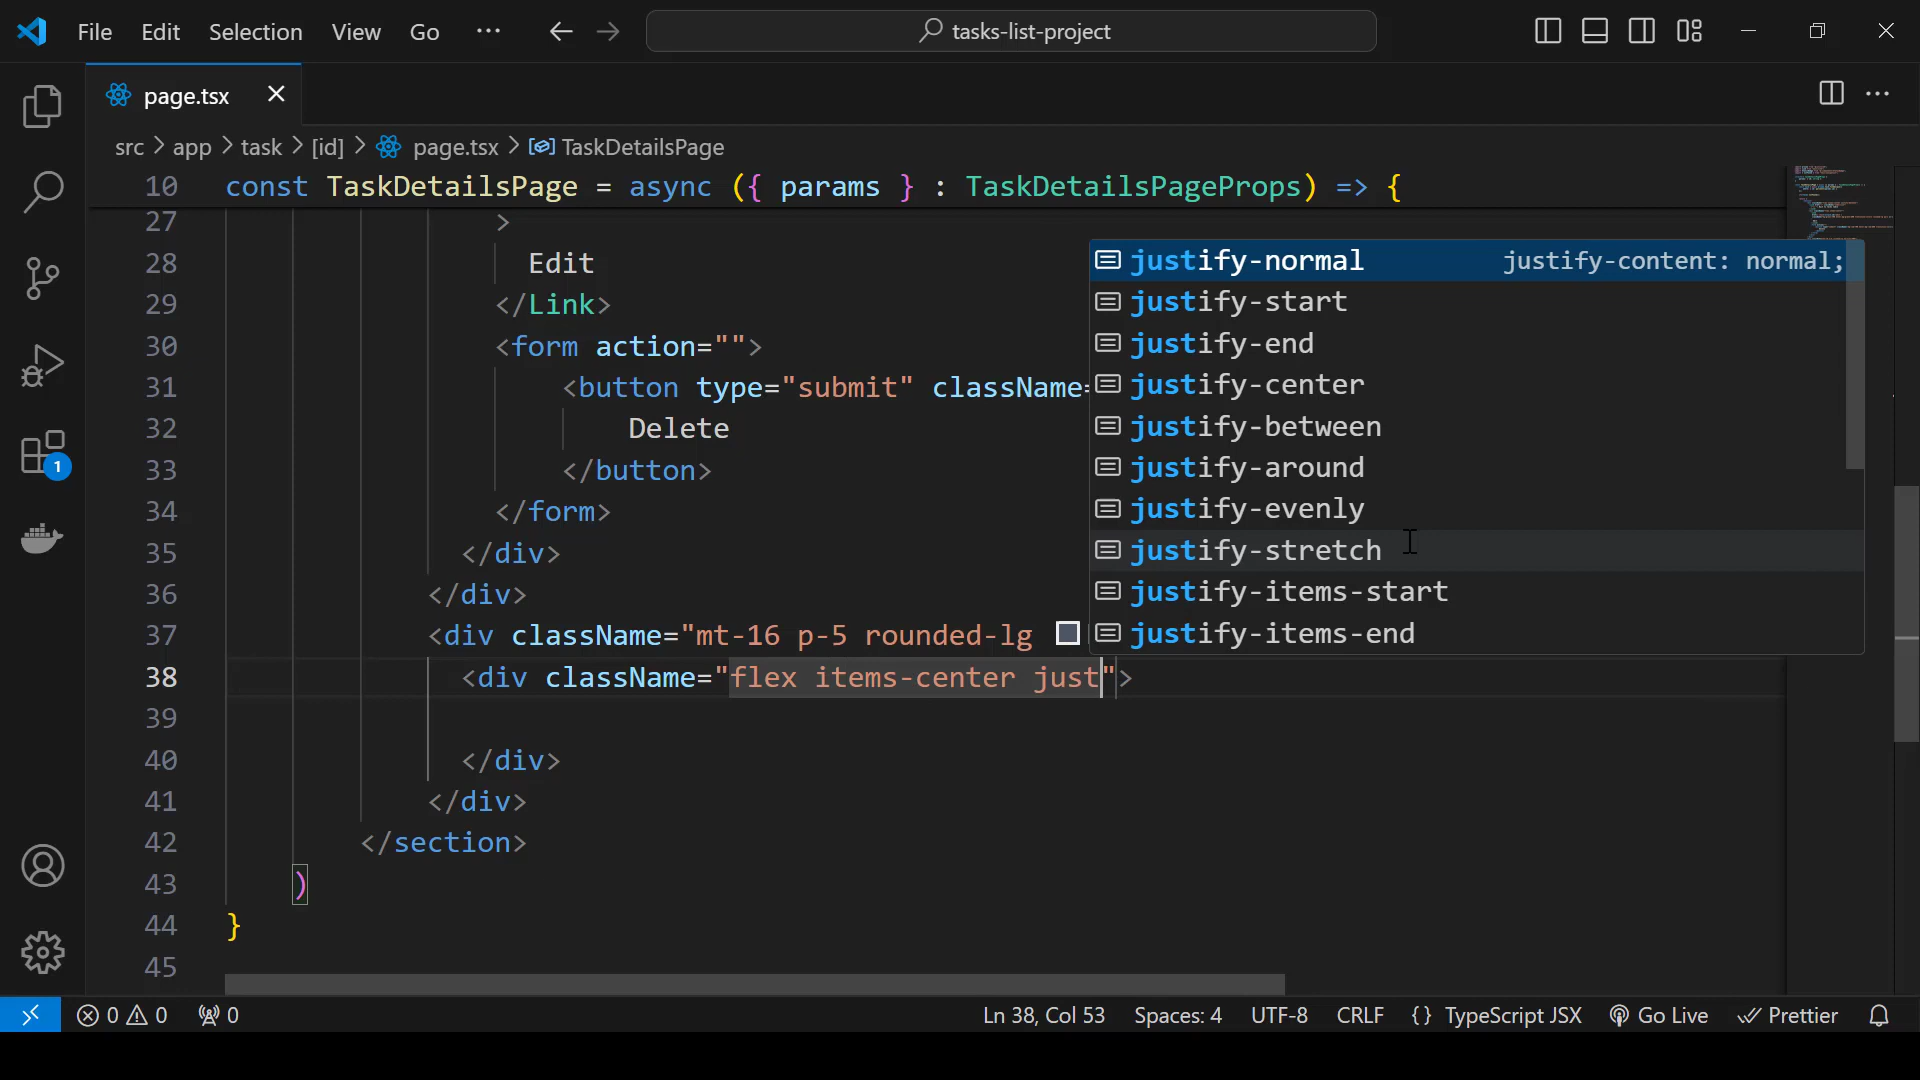 File Edit Selection View Go ··· tasks-list-project
page.tsx
src > app > task > [id] > page.tsx > TaskDetailsPage
10 const TaskDetailsPage = async ({ params } : TaskDetailsPageProps) => {
27 >
28 Edit
29 </Link>
30 <form action="">
31 <button type="submit" className=
32 Delete
33 </button>
34 </form>
35 </div>
36 </div>
37 <div className="mt-16 p-5 rounded-lg
38 <div className="flex items-center just">
39
40 </div>
41 </div>
42 </section>
43 )
44 }
45
justify-normal justify-content: normal;
justify-start
justify-end
justify-center
justify-between
justify-around
justify-evenly
justify-stretch
justify-items-start
justify-items-end
1
0 0 0 Ln 38, Col 53 Spaces: 4 UTF-8 CRLF {} TypeScript JSX Go Live Prettier